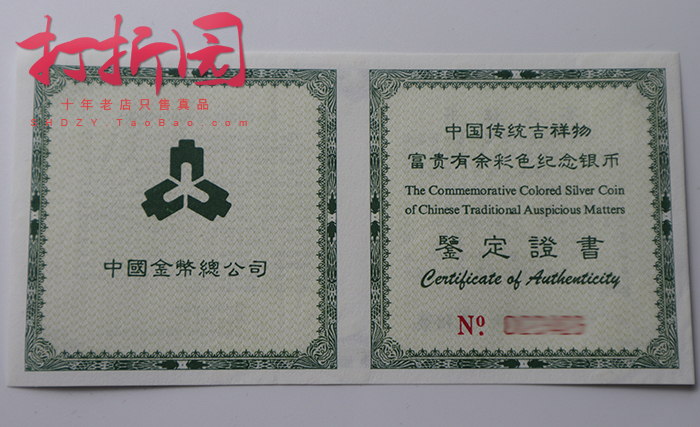 打折园
十年老店只售真品
SHDZY.TaoBao.com
中國金幣總公司
中国传统吉祥物
富贵有余彩色纪念银币
The Commemorative Colored Silver Coin
of Chinese Traditional Auspicious Matters
鑒定證書
Certificate of Authenticity
Nº